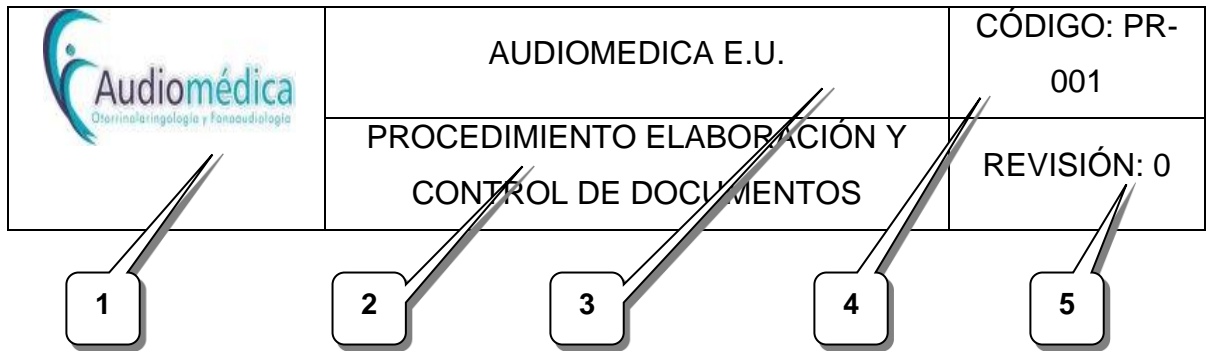 Audiomédica
Otorrinolaringología y Fonoaudiología
AUDIOMEDICA E.U.
CÓDIGO: PR-
001
PROCEDIMIENTO ELABORACIÓN Y
CONTROL DE DOCUMENTOS
REVISIÓN: 0
1
2
3
4
5